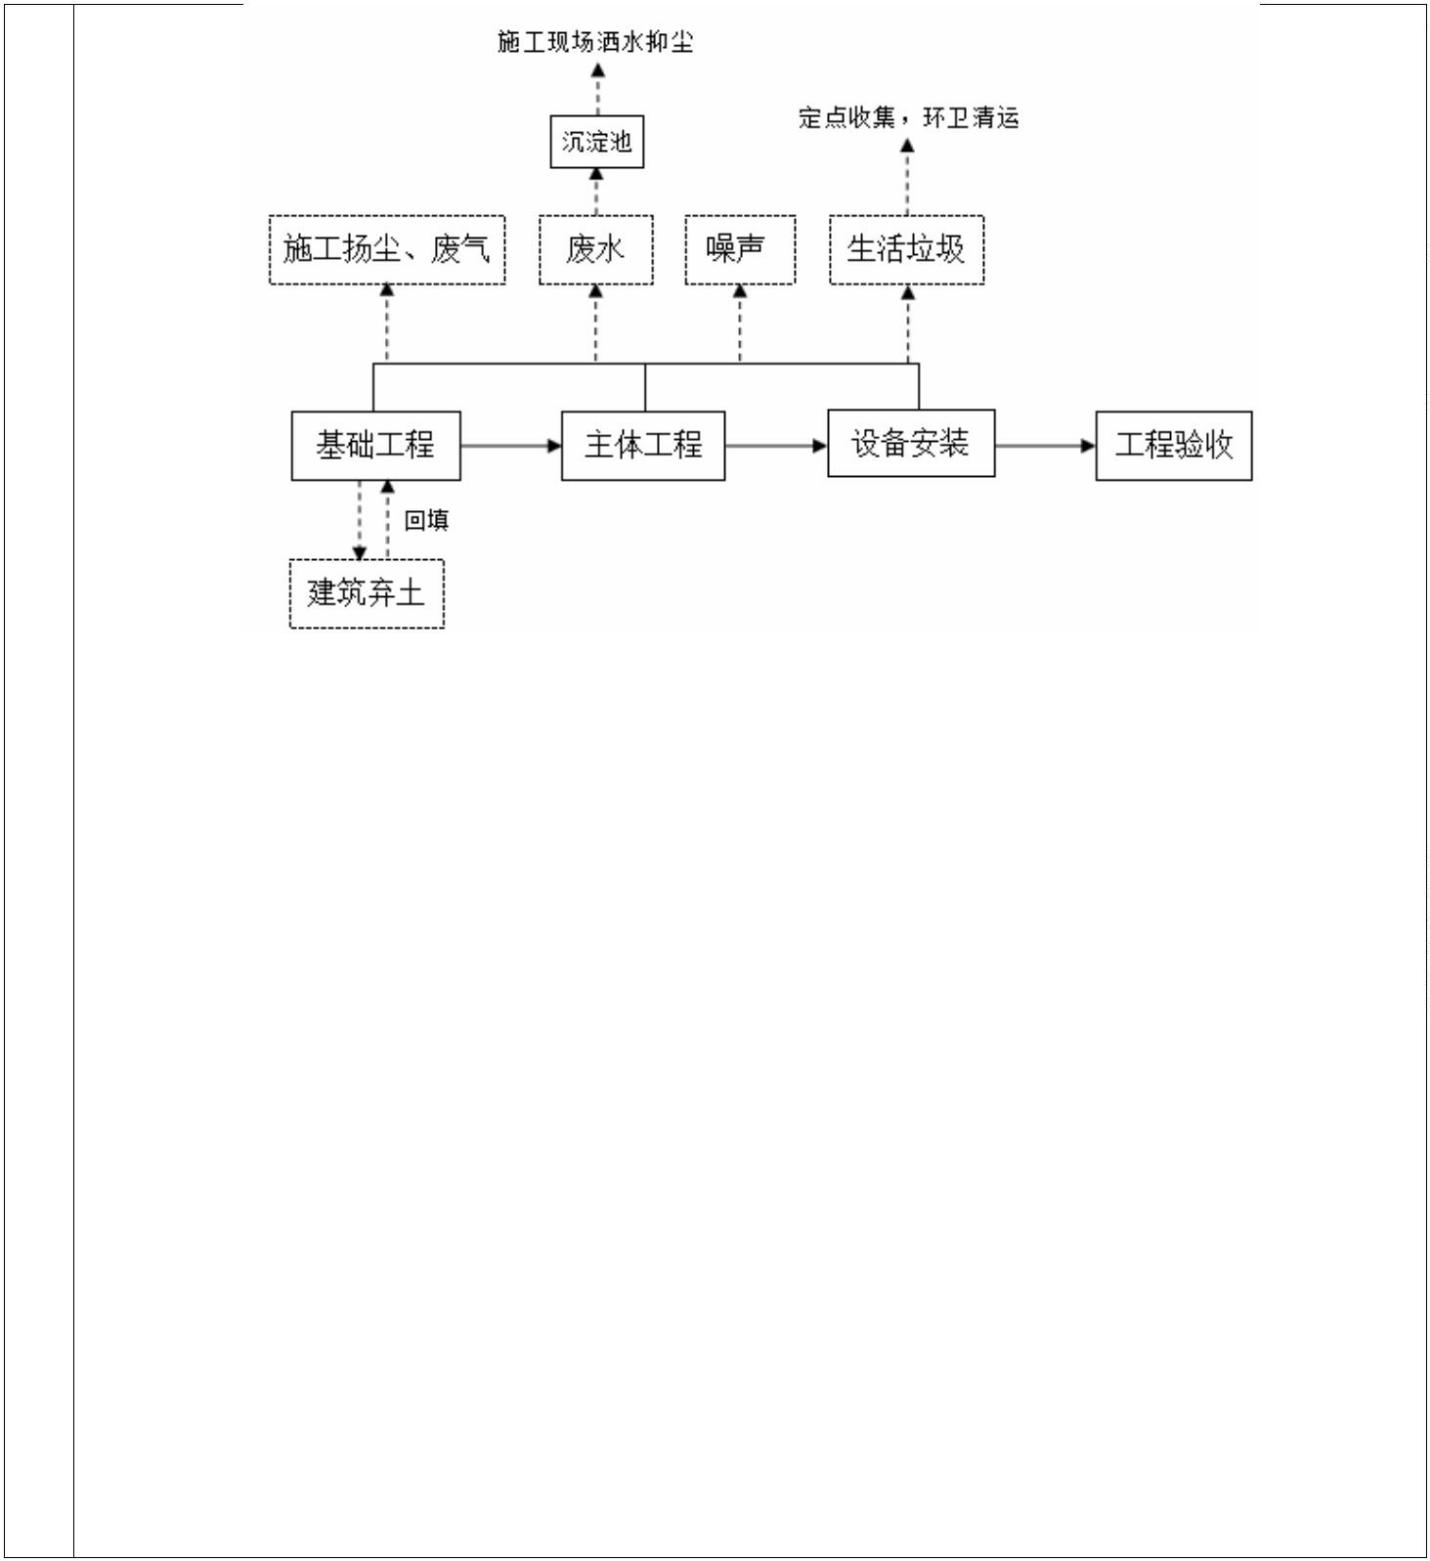 施工现场洒水抑尘
定点收集，环卫清运
沉淀池
施工扬尘、废气
废水
噪声
生活垃圾
基础工程
主体工程
设备安装
工程验收
回填
建筑弃土